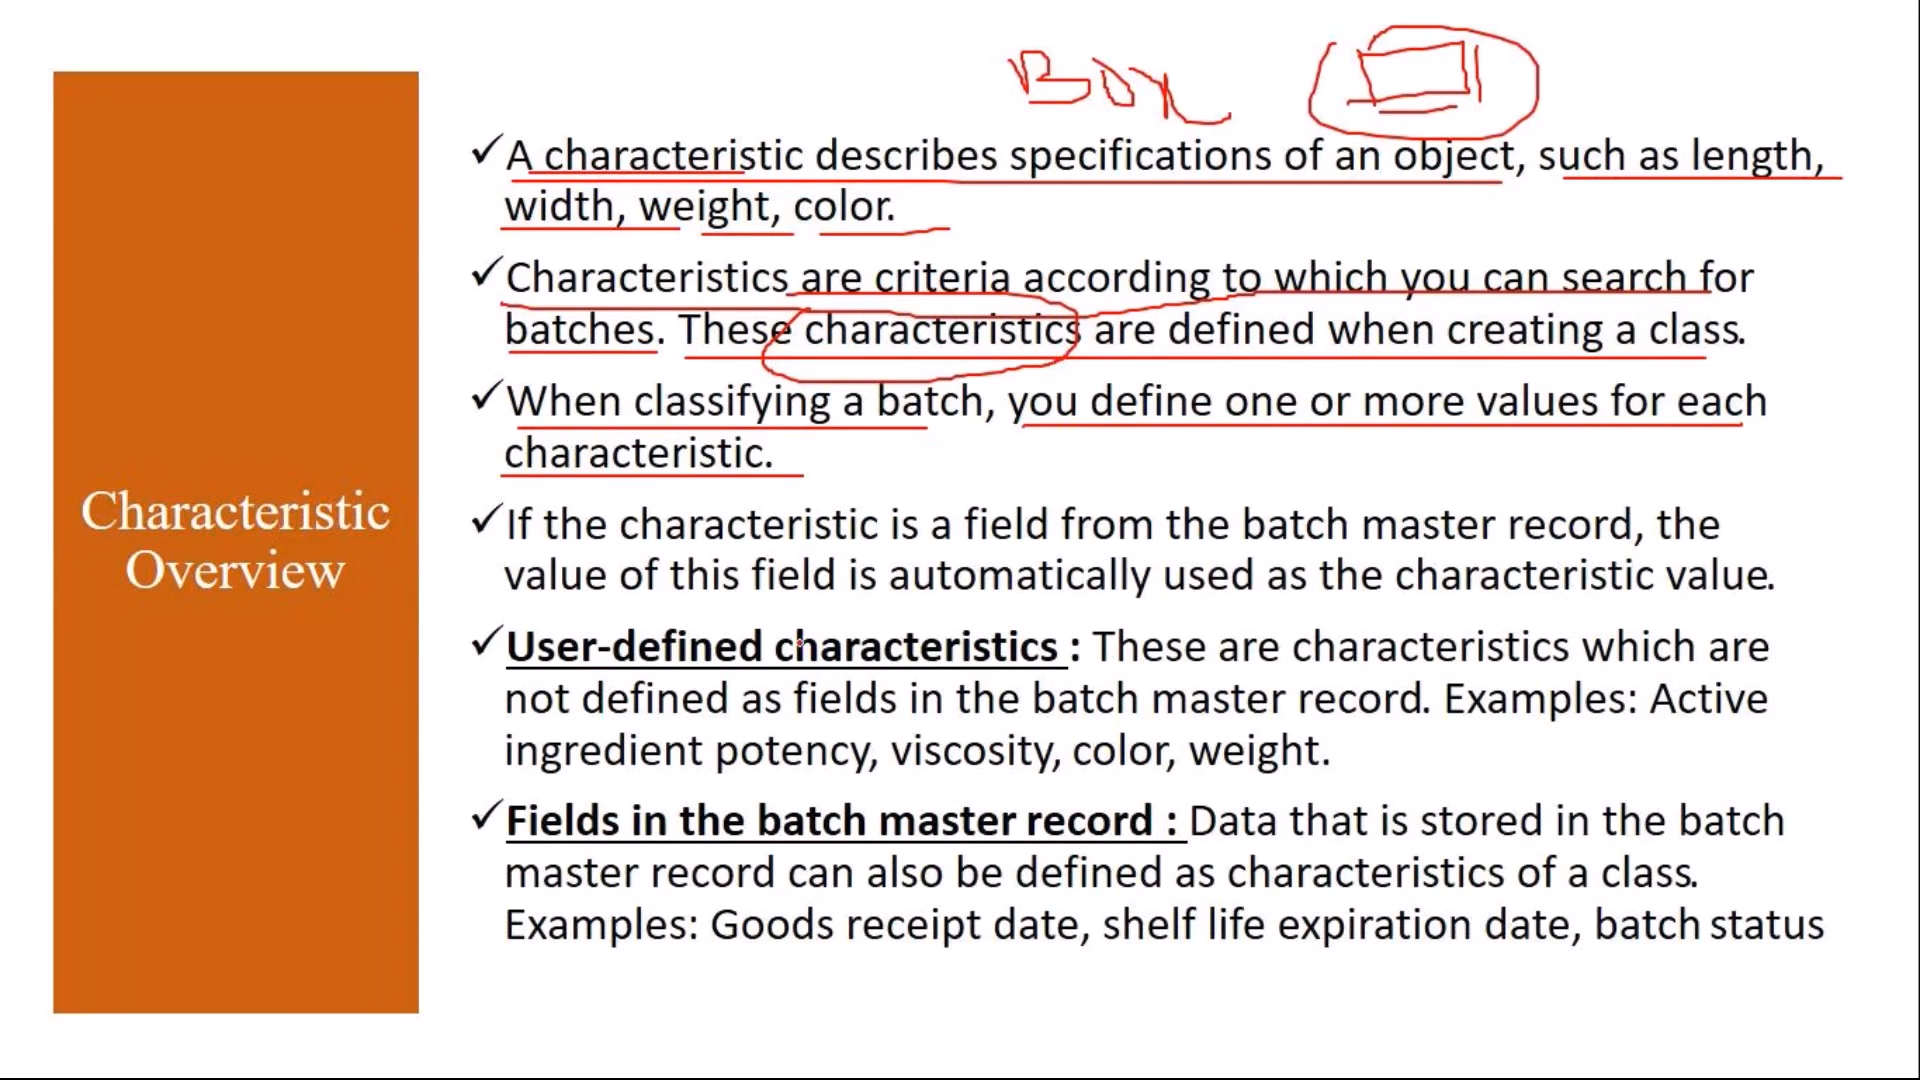 Box
Characteristic
Overview
✓A characteristic describes specifications of an object, such as length,
width, weight, color.
✓Characteristics are criteria according to which you can search for
batches. These characteristics are defined when creating a class.
✓When classifying a batch, you define one or more values for each
characteristic.
✓If the characteristic is a field from the batch master record, the
value of this field is automatically used as the characteristic value.
✓User-defined characteristics : These are characteristics which are
not defined as fields in the batch master record. Examples: Active
ingredient potency, viscosity, color, weight.
✓Fields in the batch master record : Data that is stored in the batch
master record can also be defined as characteristics of a class.
Examples: Goods receipt date, shelf life expiration date, batch status